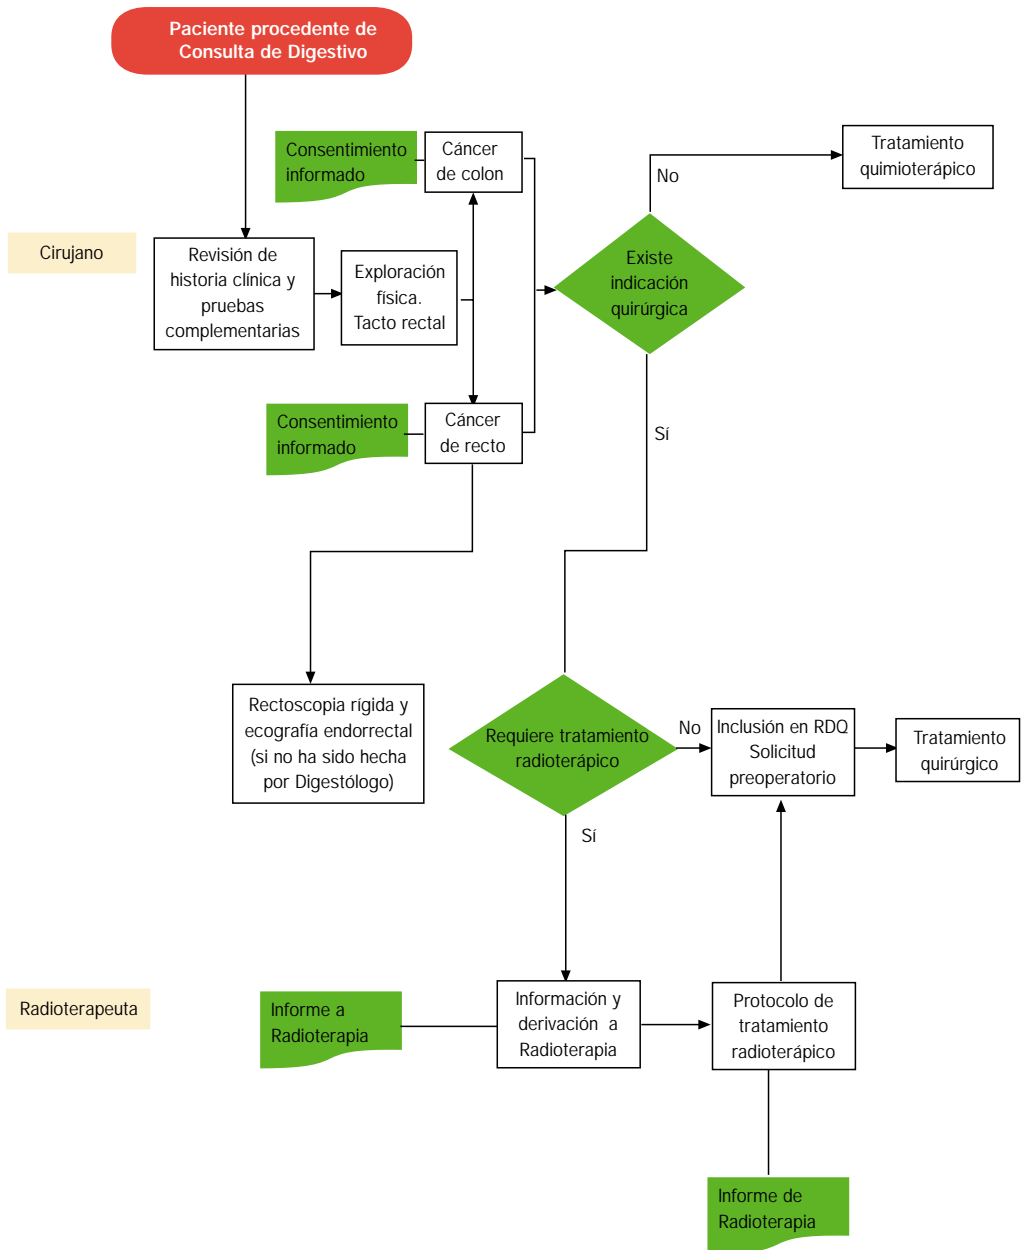 Paciente procedente de
Consulta de Digestivo
Consentimiento
informado
Cáncer
de colon
No
Tratamiento
quimioterápico
Cirujano
Revisión de
historia clínica y
pruebas
complementarias
Exploración
física.
Tacto rectal
Existe
indicación
quirúrgica
Consentimiento
informado
Cáncer
de recto
Sí
Rectoscopia rígida y
ecografía endorrectal
(si no ha sido hecha
por Digestólogo)
Requiere tratamiento
radioterápico
No
Inclusión en RDQ
Solicitud
preoperatorio
Tratamiento
quirúrgico
Sí
Radioterapeuta
Informe a
Radioterapia
Información y
derivación a
Radioterapia
Protocolo de
tratamiento
radioterápico
Informe de
Radioterapia